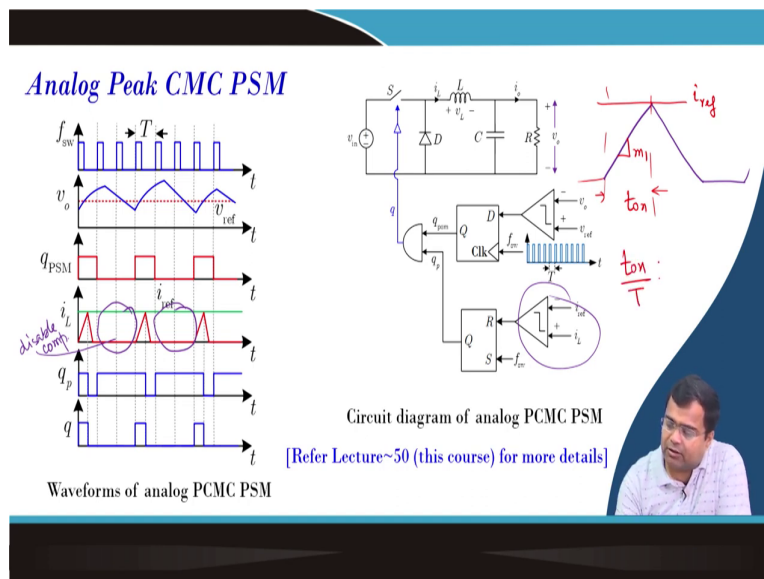 Analog Peak CMC PSM
f_sw
T
t
v_o
v_ref
t
q_PSM
t
i_L
i_ref
t
disable
comp.
q_p
t
q
t
Waveforms of analog PCMC PSM
S
i_L
L
i_o
+ v_L -
v_in
D
C
R
+
v_o
-
q
q_psm
Q
D
Clk
f_sw
-
v_o
+
v_ref
t
T
q_p
Q
R
S
f_sw
-
i_ref
+
i_L
Circuit diagram of analog PCMC PSM
[Refer Lecture~50 (this course) for more details]
i_ref
m_1
t_on
t_on
T
: